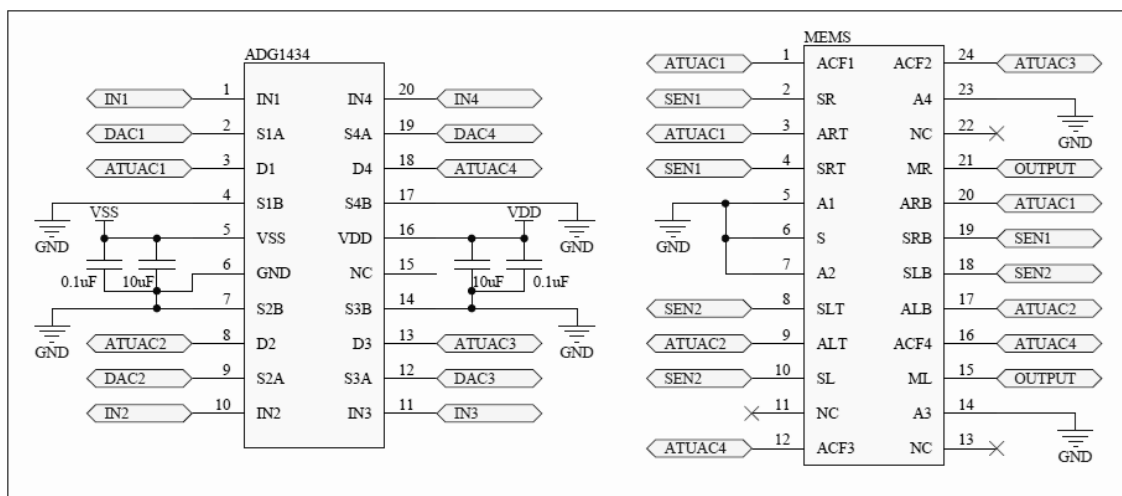 ADG1434
IN1 1 IN1 IN4 20 IN4
DAC1 2 S1A S4A 19 DAC4
ATUAC1 3 D1 D4 18 ATUAC4
4 S1B S4B 17
GND VSS VDD GND
5 VSS VDD 16
0.1uF 10uF 6 GND NC 15 10uF 0.1uF
7 S2B S3B 14
GND GND
ATUAC2 8 D2 D3 13 ATUAC3
DAC2 9 S2A S3A 12 DAC3
IN2 10 IN2 IN3 11 IN3
MEMS
ATUAC1 1 ACF1 ACF2 24 ATUAC3
SEN1 2 SR A4 23
GND
ATUAC1 3 ART NC 22
SEN1 4 SRT MR 21 OUTPUT
5 A1 ARB 20 ATUAC1
GND
6 S SRB 19 SEN1
7 A2 SLB 18 SEN2
SEN2 8 SLT ALB 17 ATUAC2
ATUAC2 9 ALT ACF4 16 ATUAC4
SEN2 10 SL ML 15 OUTPUT
11 NC A3 14
ATUAC4 12 ACF3 NC 13
GND